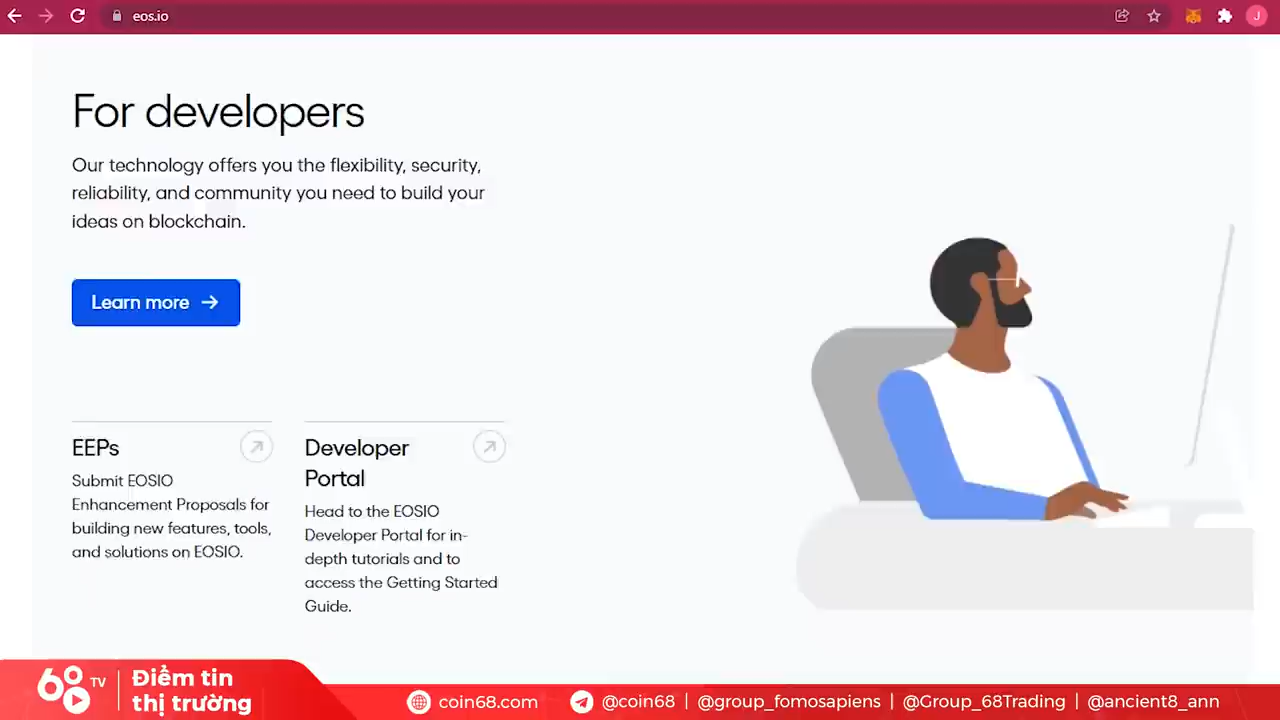 eos.io
J
For developers
Our technology offers you the flexibility, security,
reliability, and community you need to build your
ideas on blockchain.
Learn more
EEPs
Submit EOSIO
Enhancement Proposals for
building new features, tools,
and solutions on EOSIO.
Developer
Portal
Head to the EOSIO
Developer Portal for in-
depth tutorials and to
access the Getting Started
Guide.
68 TV
Điểm tin
thị trường
coin68.com
@coin68 | @group_fomosapiens | @Group_68Trading | @ancient8_ann